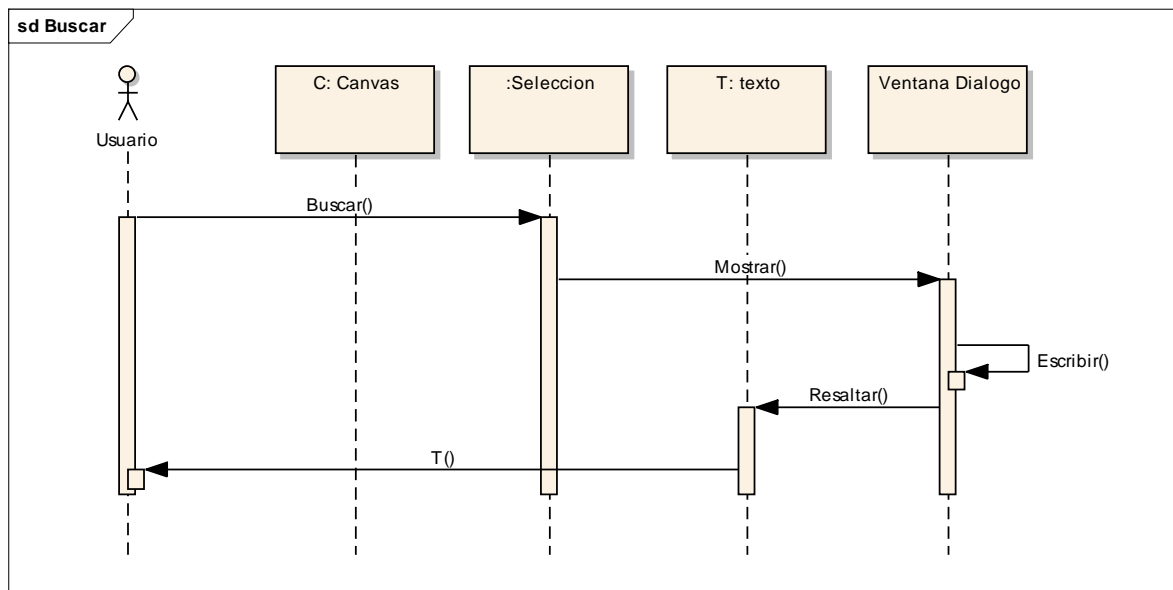 sd Buscar
Usuario
C: Canvas
:Seleccion
T: texto
Ventana Dialogo
Buscar()
Mostrar()
Escribir()
Resaltar()
T()